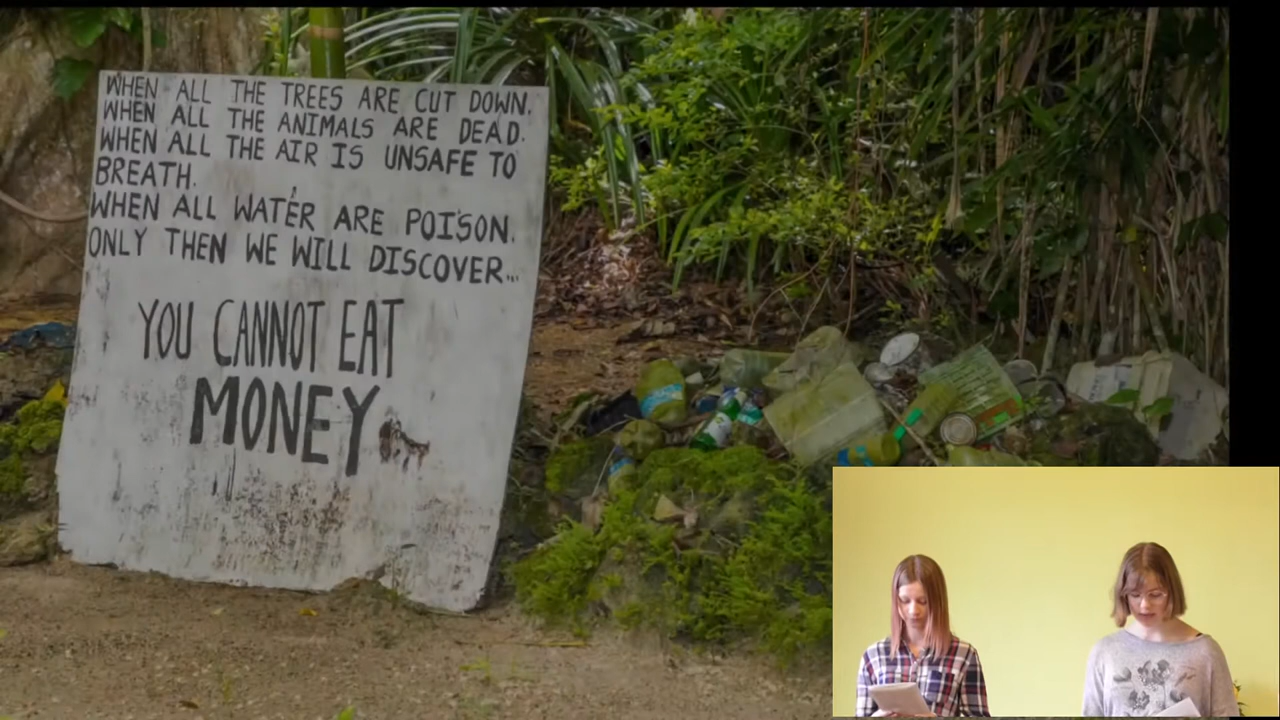 WHEN ALL THE TREES ARE CUT DOWN.
WHEN ALL THE ANIMALS ARE DEAD.
WHEN ALL THE AIR IS UNSAFE TO
BREATH.
WHEN ALL WATER ARE POISON.
ONLY THEN WE WILL DISCOVER...
YOU CANNOT EAT
MONEY